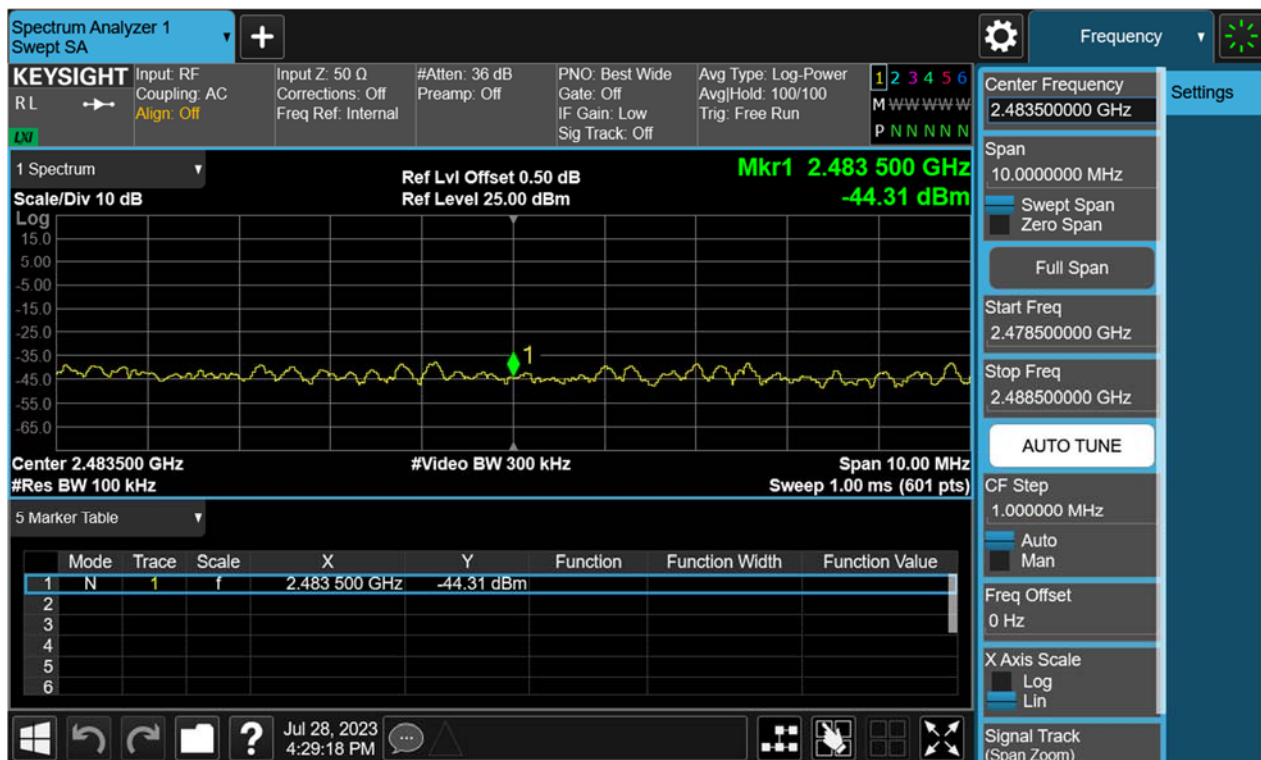 Spectrum Analyzer 1
Swept SA
Frequency
KEYSIGHT
R L
LXI
Input: RF
Coupling: AC
Align: Off
Input Z: 50 Ω
Corrections: Off
Freq Ref: Internal
#Atten: 36 dB
Preamp: Off
PNO: Best Wide
Gate: Off
IF Gain: Low
Sig Track: Off
Avg Type: Log-Power
Avg|Hold: 100/100
Trig: Free Run
1 2 3 4 5 6
M W W W W W
P N N N N N
1 Spectrum
Scale/Div 10 dB
Ref Lvl Offset 0.50 dB
Ref Level 25.00 dBm
Mkr1 2.483 500 GHz
-44.31 dBm
Log
15.0
5.00
-5.00
-15.0
-25.0
-35.0
-45.0
-55.0
-65.0
1
Center 2.483500 GHz
#Res BW 100 kHz
#Video BW 300 kHz
Span 10.00 MHz
Sweep 1.00 ms (601 pts)
5 Marker Table
Mode Trace Scale X Y Function Function Width Function Value
1 N 1 f 2.483 500 GHz -44.31 dBm
2
3
4
5
6
?
Jul 28, 2023
4:29:18 PM
Center Frequency
2.483500000 GHz
Settings
Span
10.0000000 MHz
Swept Span
Zero Span
Full Span
Start Freq
2.478500000 GHz
Stop Freq
2.488500000 GHz
AUTO TUNE
CF Step
1.000000 MHz
Auto
Man
Freq Offset
0 Hz
X Axis Scale
Log
Lin
Signal Track
(Span Zoom)